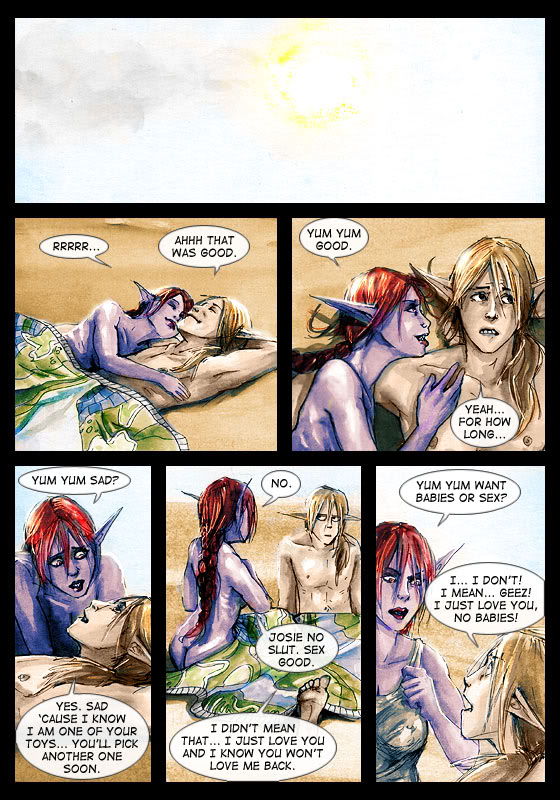 RRRRR...
AHHH THAT
WAS GOOD.
YUM YUM
GOOD.
YEAH...
FOR HOW
LONG...
YUM YUM SAD?
YES. SAD
'CAUSE I KNOW
I AM ONE OF YOUR
TOYS... YOU'LL PICK
ANOTHER ONE
SOON.
NO.
JOSIE NO
SLUT. SEX
GOOD.
I DIDN'T MEAN
THAT... I JUST LOVE YOU
AND I KNOW YOU WON'T
LOVE ME BACK.
YUM YUM WANT
BABIES OR SEX?
I... I DON'T!
I MEAN... GEEZ!
I JUST LOVE YOU,
NO BABIES!